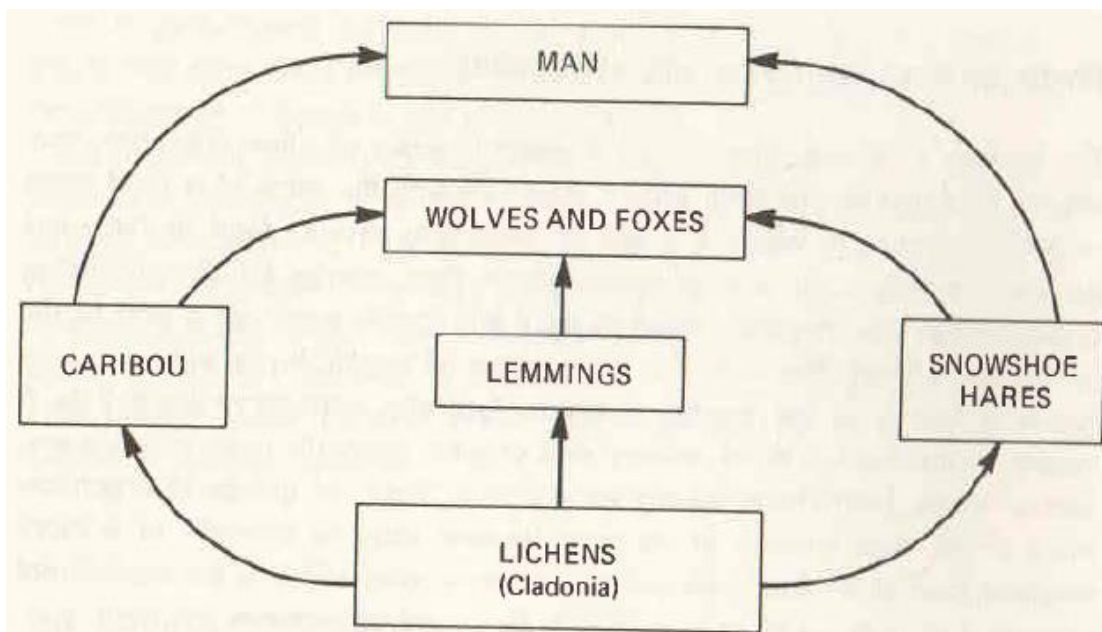 MAN
WOLVES AND FOXES
CARIBOU
LEMMINGS
SNOWSHOE
HARES
LICHENS
(Cladonia)